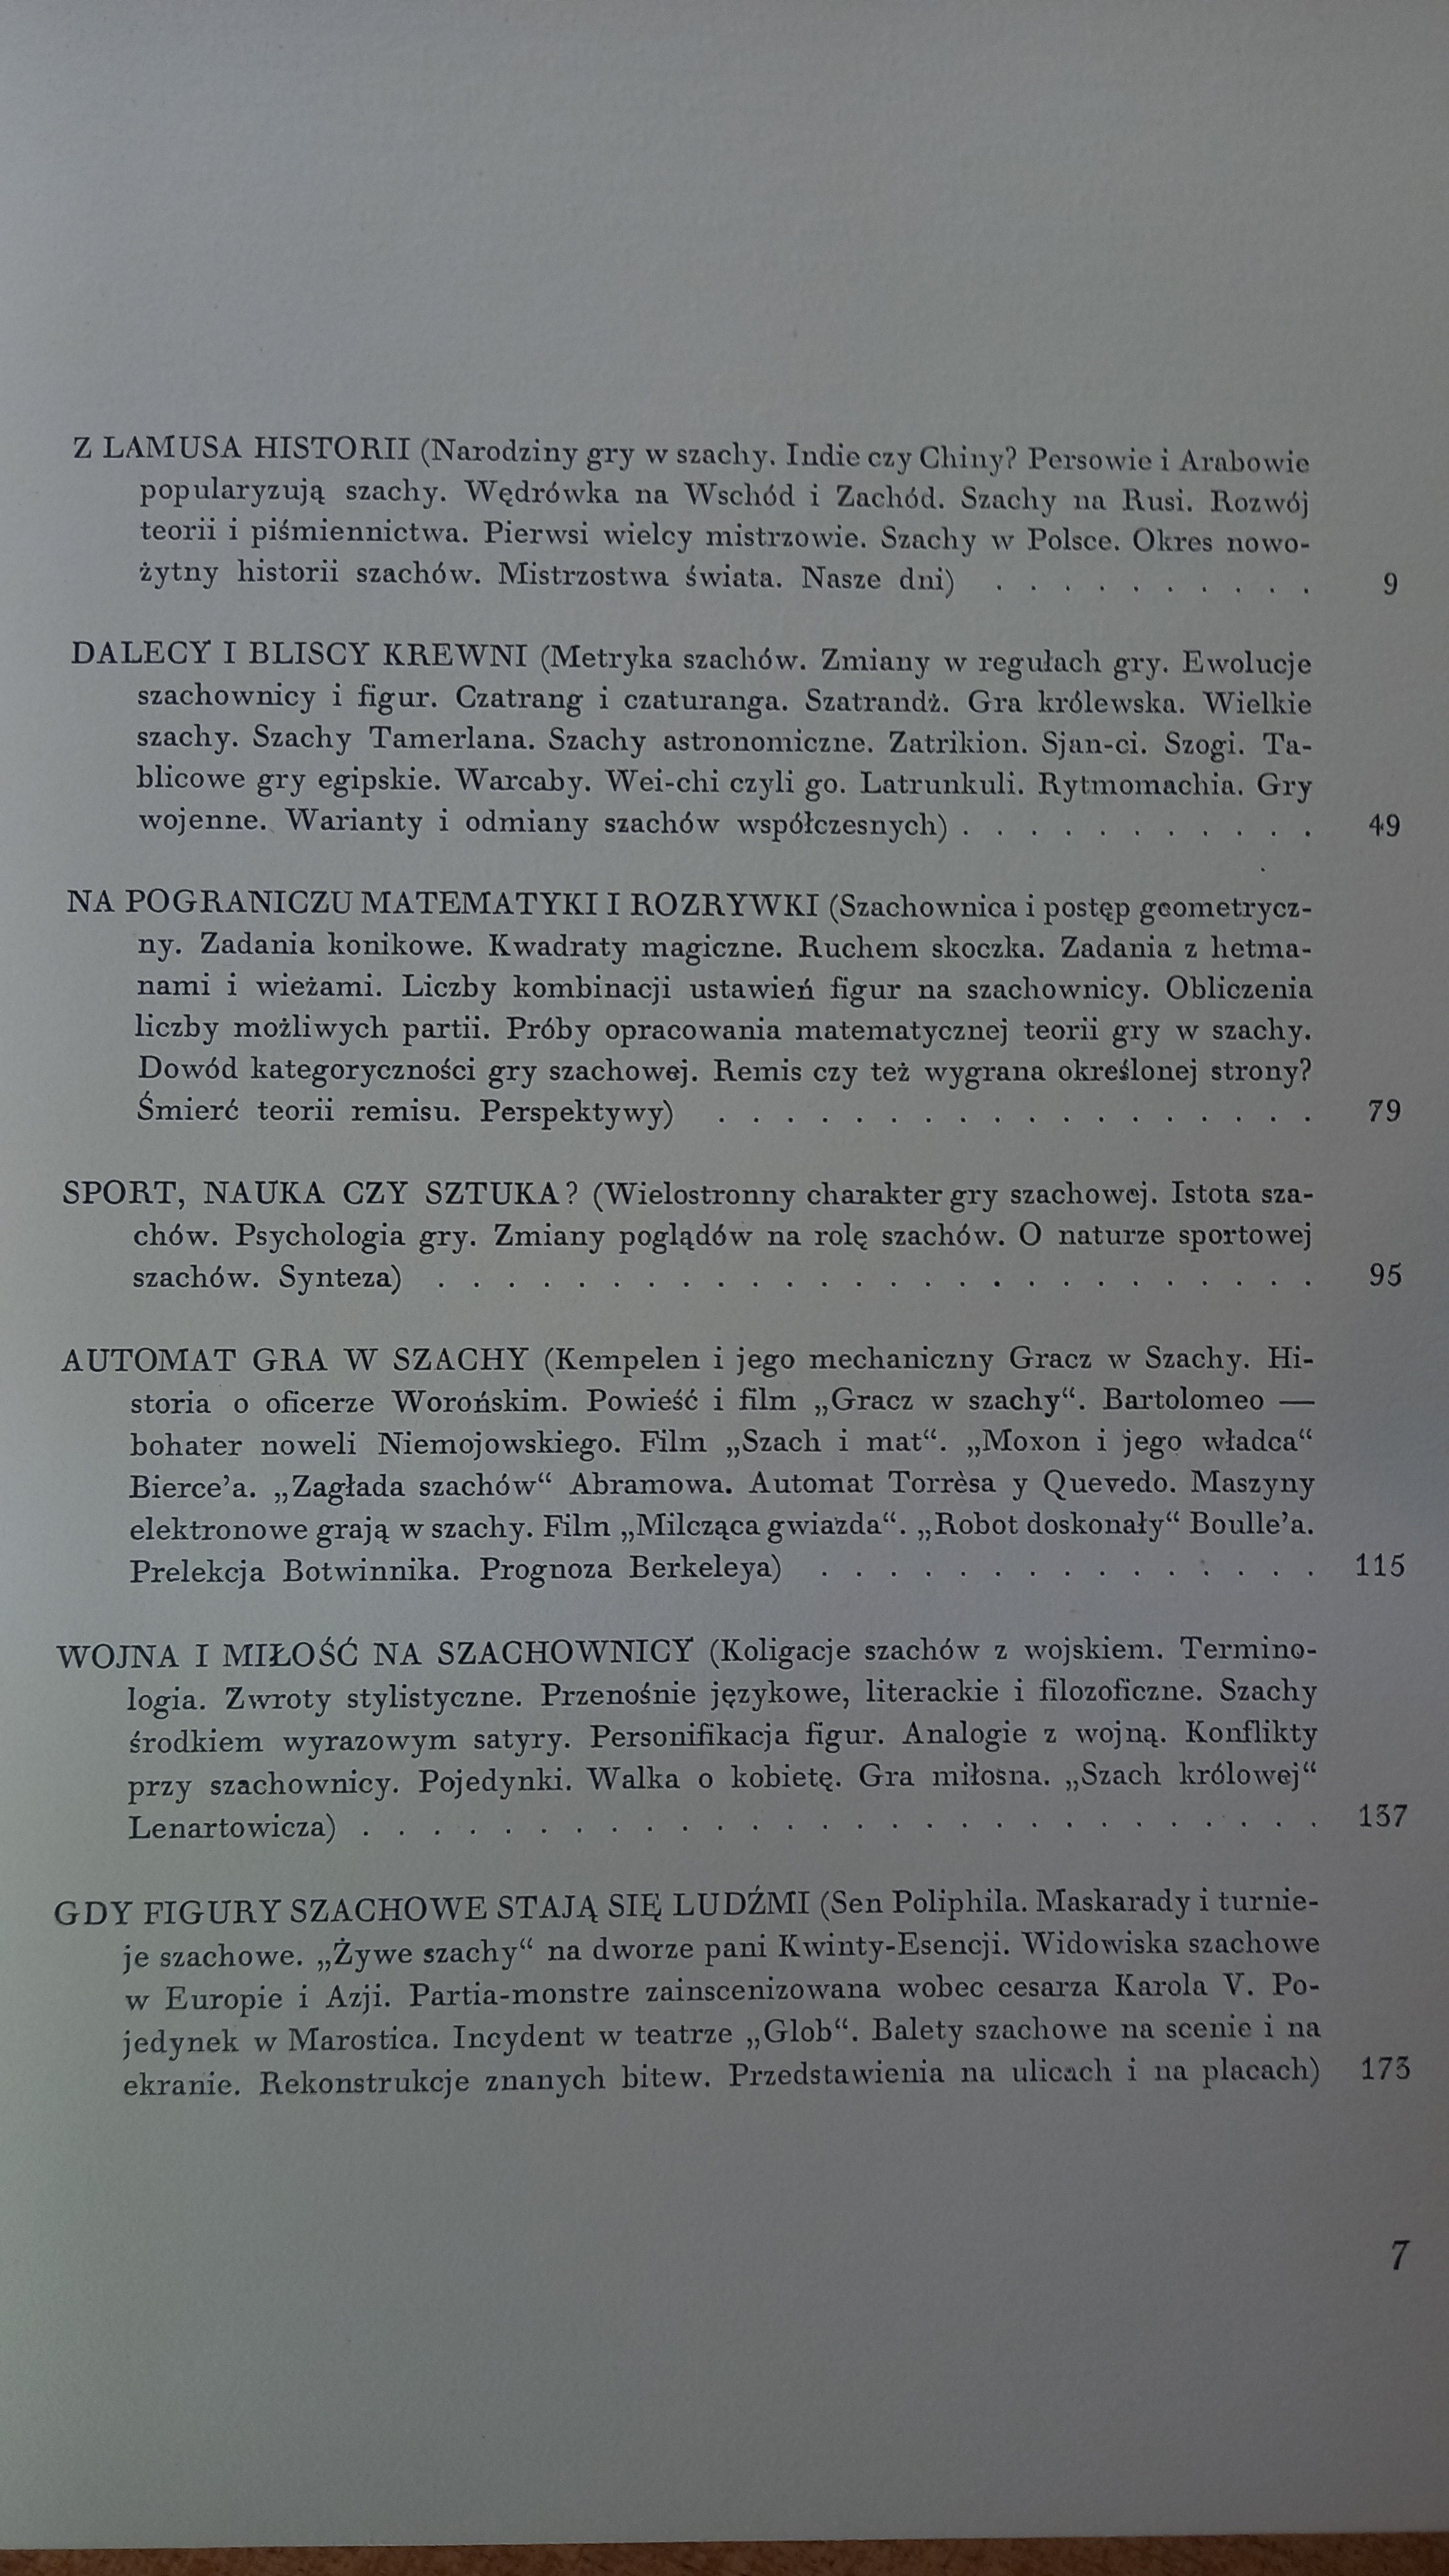 Z LAMUSA HISTORII (Narodziny gry w szachy. Indie czy Chiny? Persowie i Arabowie
popularyzują szachy. Wędrówka na Wschód i Zachód. Szachy na Rusi. Rozwój
teorii i piśmiennictwa. Pierwsi wielcy mistrzowie. Szachy w Polsce. Okres nowo-
żytny historii szachów. Mistrzostwa świata. Nasze dni) . . . . . . . . . . 9
DALECY I BLISCY KREWNI (Metryka szachów. Zmiany w regułach gry. Ewolucje
szachownicy i figur. Czatrang i czaturanga. Szatrandż. Gra królewska. Wielkie
szachy. Szachy Tamerlana. Szachy astronomiczne. Zatrikion. Sjan-ci. Szogi. Ta-
blicowe gry egipskie. Warcaby. Wei-chi czyli go. Latrunkuli. Rytmomachia. Gry
wojenne. Warianty i odmiany szachów współczesnych) . . . . . . . . . . . 49
NA POGRANICZU MATEMATYKI I ROZRYWKI (Szachownica i postęp geometrycz-
ny. Zadania konikowe. Kwadraty magiczne. Ruchem skoczka. Zadania z hetma-
nami i wieżami. Liczby kombinacji ustawień figur na szachownicy. Obliczenia
liczby możliwych partii. Próby opracowania matematycznej teorii gry w szachy.
Dowód kategoryczności gry szachowej. Remis czy też wygrana określonej strony?
Śmierć teorii remisu. Perspektywy) . . . . . . . . . . . . . . . . . . 79
SPORT, NAUKA CZY SZTUKA? (Wielostronny charakter gry szachowej. Istota sza-
chów. Psychologia gry. Zmiany poglądów na rolę szachów. O naturze sportowej
szachów. Synteza) . . . . . . . . . . . . . . . . . . . . . . . . . . 95
AUTOMAT GRA W SZACHY (Kempelen i jego mechaniczny Gracz w Szachy. Hi-
storia o oficerze Worońskim. Powieść i film „Gracz w szachy“. Bartolomeo —
bohater noweli Niemojowskiego. Film „Szach i mat“. „Moxon i jego władca“
Bierce’a. „Zagłada szachów“ Abramowa. Automat Torrèsa y Quevedo. Maszyny
elektronowe grają w szachy. Film „Milcząca gwiazda“. „Robot doskonały“ Boulle’a.
Prelekcja Botwinnika. Prognoza Berkeleya) . . . . . . . . . . . . . . . 115
WOJNA I MIŁOŚĆ NA SZACHOWNICY (Koligacje szachów z wojskiem. Termino-
logia. Zwroty stylistyczne. Przenośnie językowe, literackie i filozoficzne. Szachy
środkiem wyrazowym satyry. Personifikacja figur. Analogie z wojną. Konflikty
przy szachownicy. Pojedynki. Walka o kobietę. Gra miłosna. „Szach królowej“
Lenartowicza) . . . . . . . . . . . . . . . . . . . . . . . . . . . . 137
GDY FIGURY SZACHOWE STAJĄ SIĘ LUDŹMI (Sen Poliphila. Maskarady i turnie-
je szachowe. „Żywe szachy“ na dworze pani Kwinty-Esencji. Widowiska szachowe
w Europie i Azji. Partia-monstre zainscenizowana wobec cesarza Karola V. Po-
jedynek w Marostica. Incydent w teatrze „Glob“. Balety szachowe na scenie i na
ekranie. Rekonstrukcje znanych bitew. Przedstawienia na ulicach i na placach) 173
7